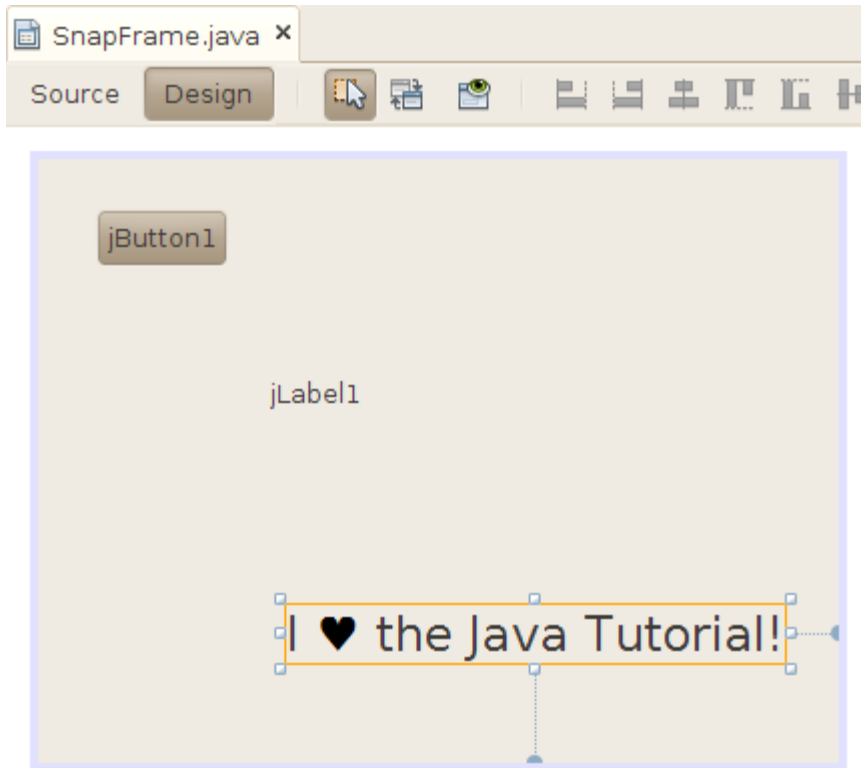 SnapFrame.java
Source Design
jButton1
jLabel1
I ♥ the Java Tutorial!